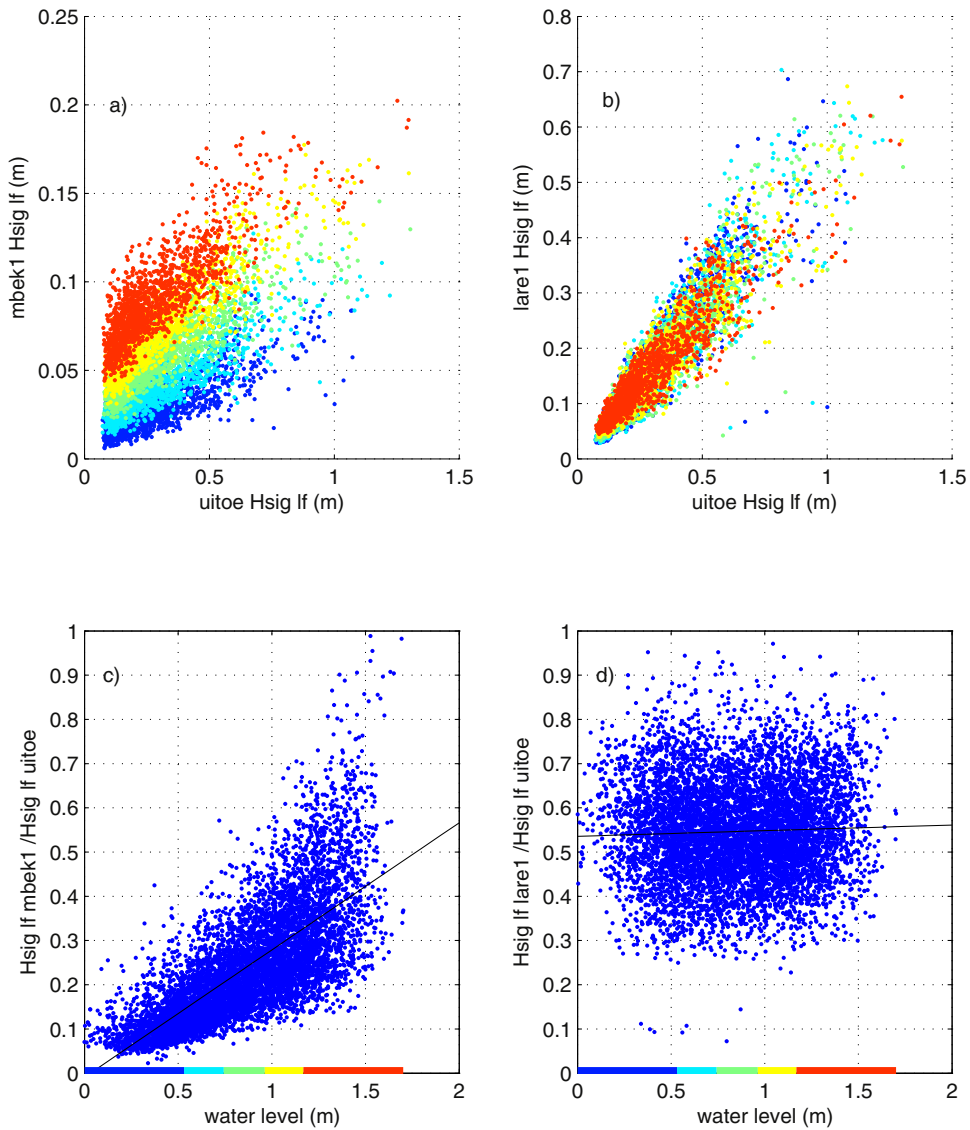 0.25
0.2
0.15
0.1
0.05
0
mbek1 Hsig lf (m)
a)
0 0.5 1 1.5
uitoe Hsig lf (m)
0.8
0.7
0.6
0.5
0.4
0.3
0.2
0.1
0
lare1 Hsig lf (m)
b)
0 0.5 1 1.5
uitoe Hsig lf (m)
1
0.9
0.8
0.7
0.6
0.5
0.4
0.3
0.2
0.1
0
Hsig lf mbek1 /Hsig lf uitoe
c)
0 0.5 1 1.5 2
water level (m)
1
0.9
0.8
0.7
0.6
0.5
0.4
0.3
0.2
0.1
0
Hsig lf lare1 /Hsig lf uitoe
d)
0 0.5 1 1.5 2
water level (m)